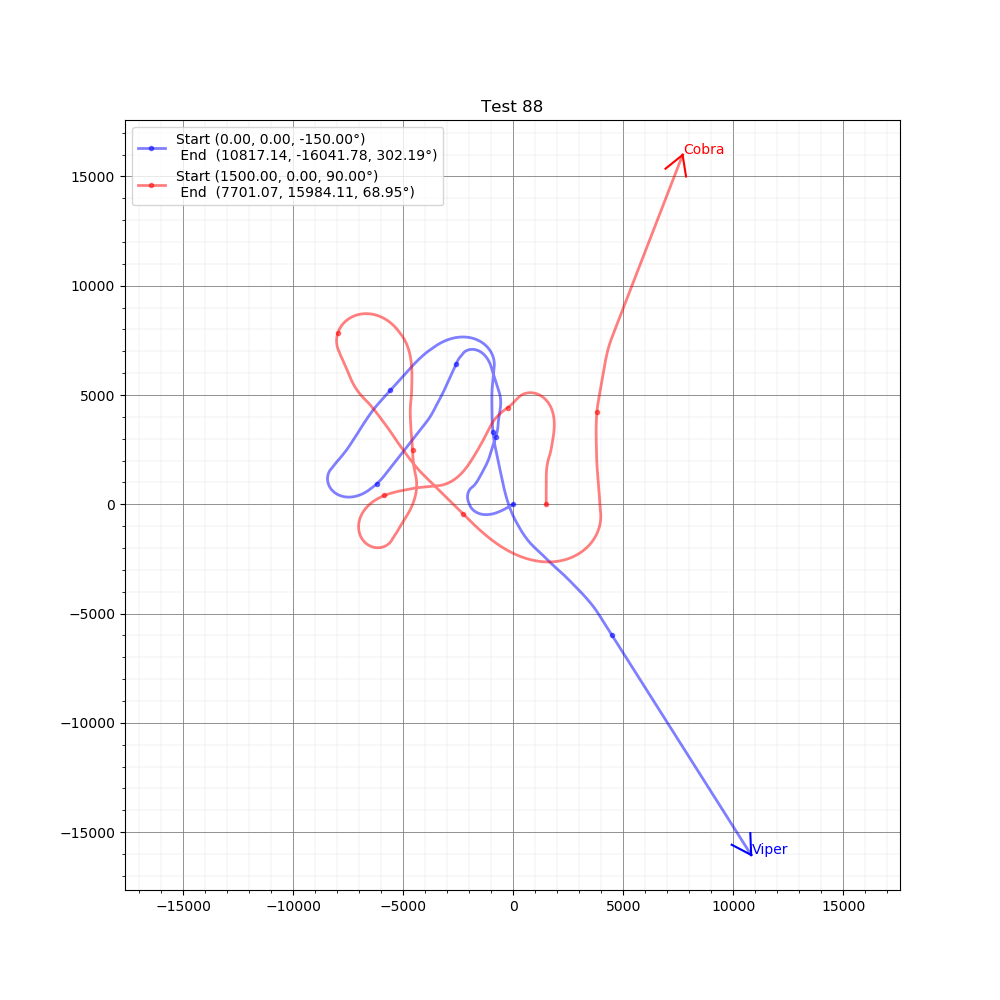 Test 88
Start (0.00, 0.00, -150.00°)
End  (10817.14, -16041.78, 302.19°)
Start (1500.00, 0.00, 90.00°)
End  (7701.07, 15984.11, 68.95°)
Cobra
Viper
15000
10000
5000
0
−5000
−10000
−15000
−15000 −10000 −5000 0 5000 10000 15000